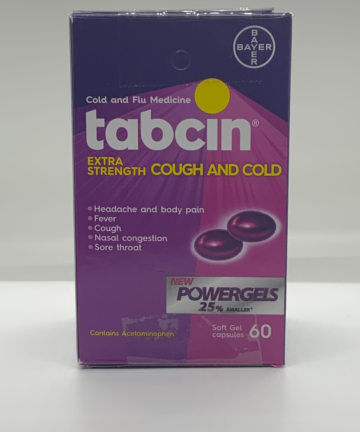 BAYER
BAYER
Cold and Flu Medicine
tabcin®
EXTRA
STRENGTH COUGH AND COLD
Headache and body pain
Fever
Cough
Nasal congestion
Sore throat
NEW
POWERGELS
25% SMALLER
Contains Acetaminophen
Soft Gel
capsules 60